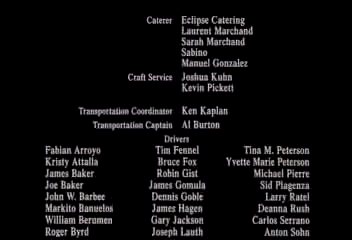 Caterer Eclipse Catering
Laurent Marchand
Sarah Marchand
Sabino
Manuel Gonzalez
Craft Service Joshua Kuhn
Kevin Pickett
Transportation Coordinator Ken Kaplan
Transportation Captain Al Burton
Drivers
Fabian Arroyo Tim Fennel Tina M. Peterson
Kristy Attalla Bruce Fox Yvette Marie Peterson
James Baker Robin Gist Michael Pierre
Joe Baker James Gomula Sid Piagenza
John W. Barbee Dennis Goble Larry Ratel
Markito Banuelos James Hagen Deanna Rush
William Berumen Gary Jackson Carlos Serrano
Roger Byrd Joseph Lauth Anton Sohn